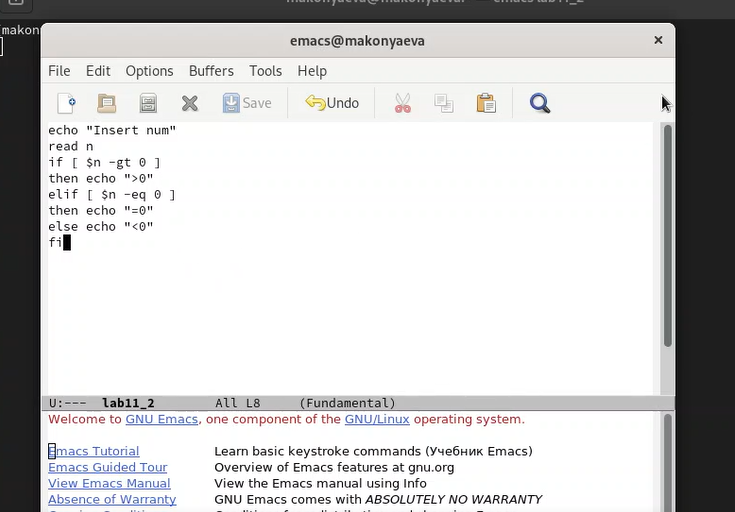 emacs@makonyaeva
makon
File Edit Options Buffers Tools Help
Save Undo
echo "Insert num"
read n
if [ $n -gt 0 ]
then echo ">0"
elif [ $n -eq 0 ]
then echo "=0"
else echo "<0"
fi
U:--- lab11_2 All L8 (Fundamental)
Welcome to GNU Emacs, one component of the GNU/Linux operating system.
Emacs Tutorial Learn basic keystroke commands (Учебник Emacs)
Emacs Guided Tour Overview of Emacs features at gnu.org
View Emacs Manual View the Emacs manual using Info
Absence of Warranty GNU Emacs comes with ABSOLUTELY NO WARRANTY